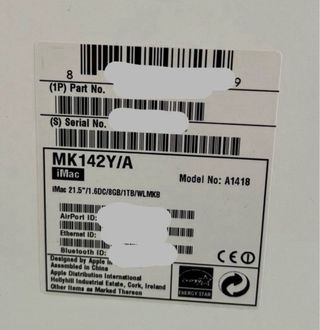 8 9
(1P) Part No.
(S) Serial No.
MK142Y/A
iMac
Model No: A1418
iMac 21.5"/1.6DC/8GB/1TB/WLMKB
AirPort ID:
Ethernet ID:
Bluetooth ID:
Designed by Apple in
Assembled in China
Apple Distribution International
Hollyhill Industrial Estate, Cork, Ireland
Other Items as Marked Thereon
CE
ENERGY STAR